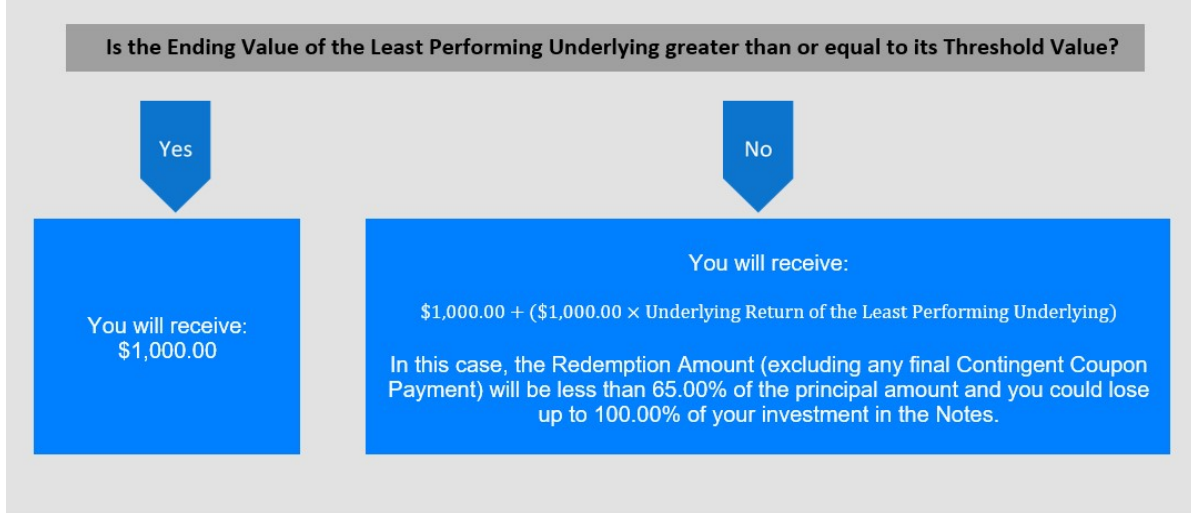 Is the Ending Value of the Least Performing Underlying greater than or equal to its Threshold Value?
Yes
No
You will receive:
$1,000.00
You will receive:
$1,000.00 + ($1,000.00 × Underlying Return of the Least Performing Underlying)
In this case, the Redemption Amount (excluding any final Contingent Coupon
Payment) will be less than 65.00% of the principal amount and you could lose
up to 100.00% of your investment in the Notes.